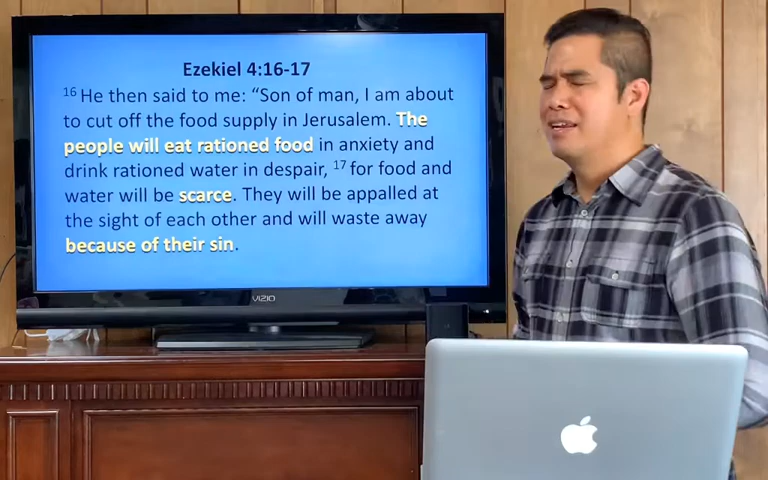 Ezekiel 4:16-17
16 He then said to me: “Son of man, I am about
to cut off the food supply in Jerusalem. The
people will eat rationed food in anxiety and
drink rationed water in despair, 17 for food and
water will be scarce. They will be appalled at
the sight of each other and will waste away
because of their sin.
VIZIO